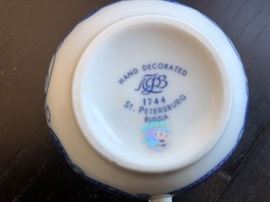 HAND DECORATED
1744
ST. PETERSBURG
RUSSIA